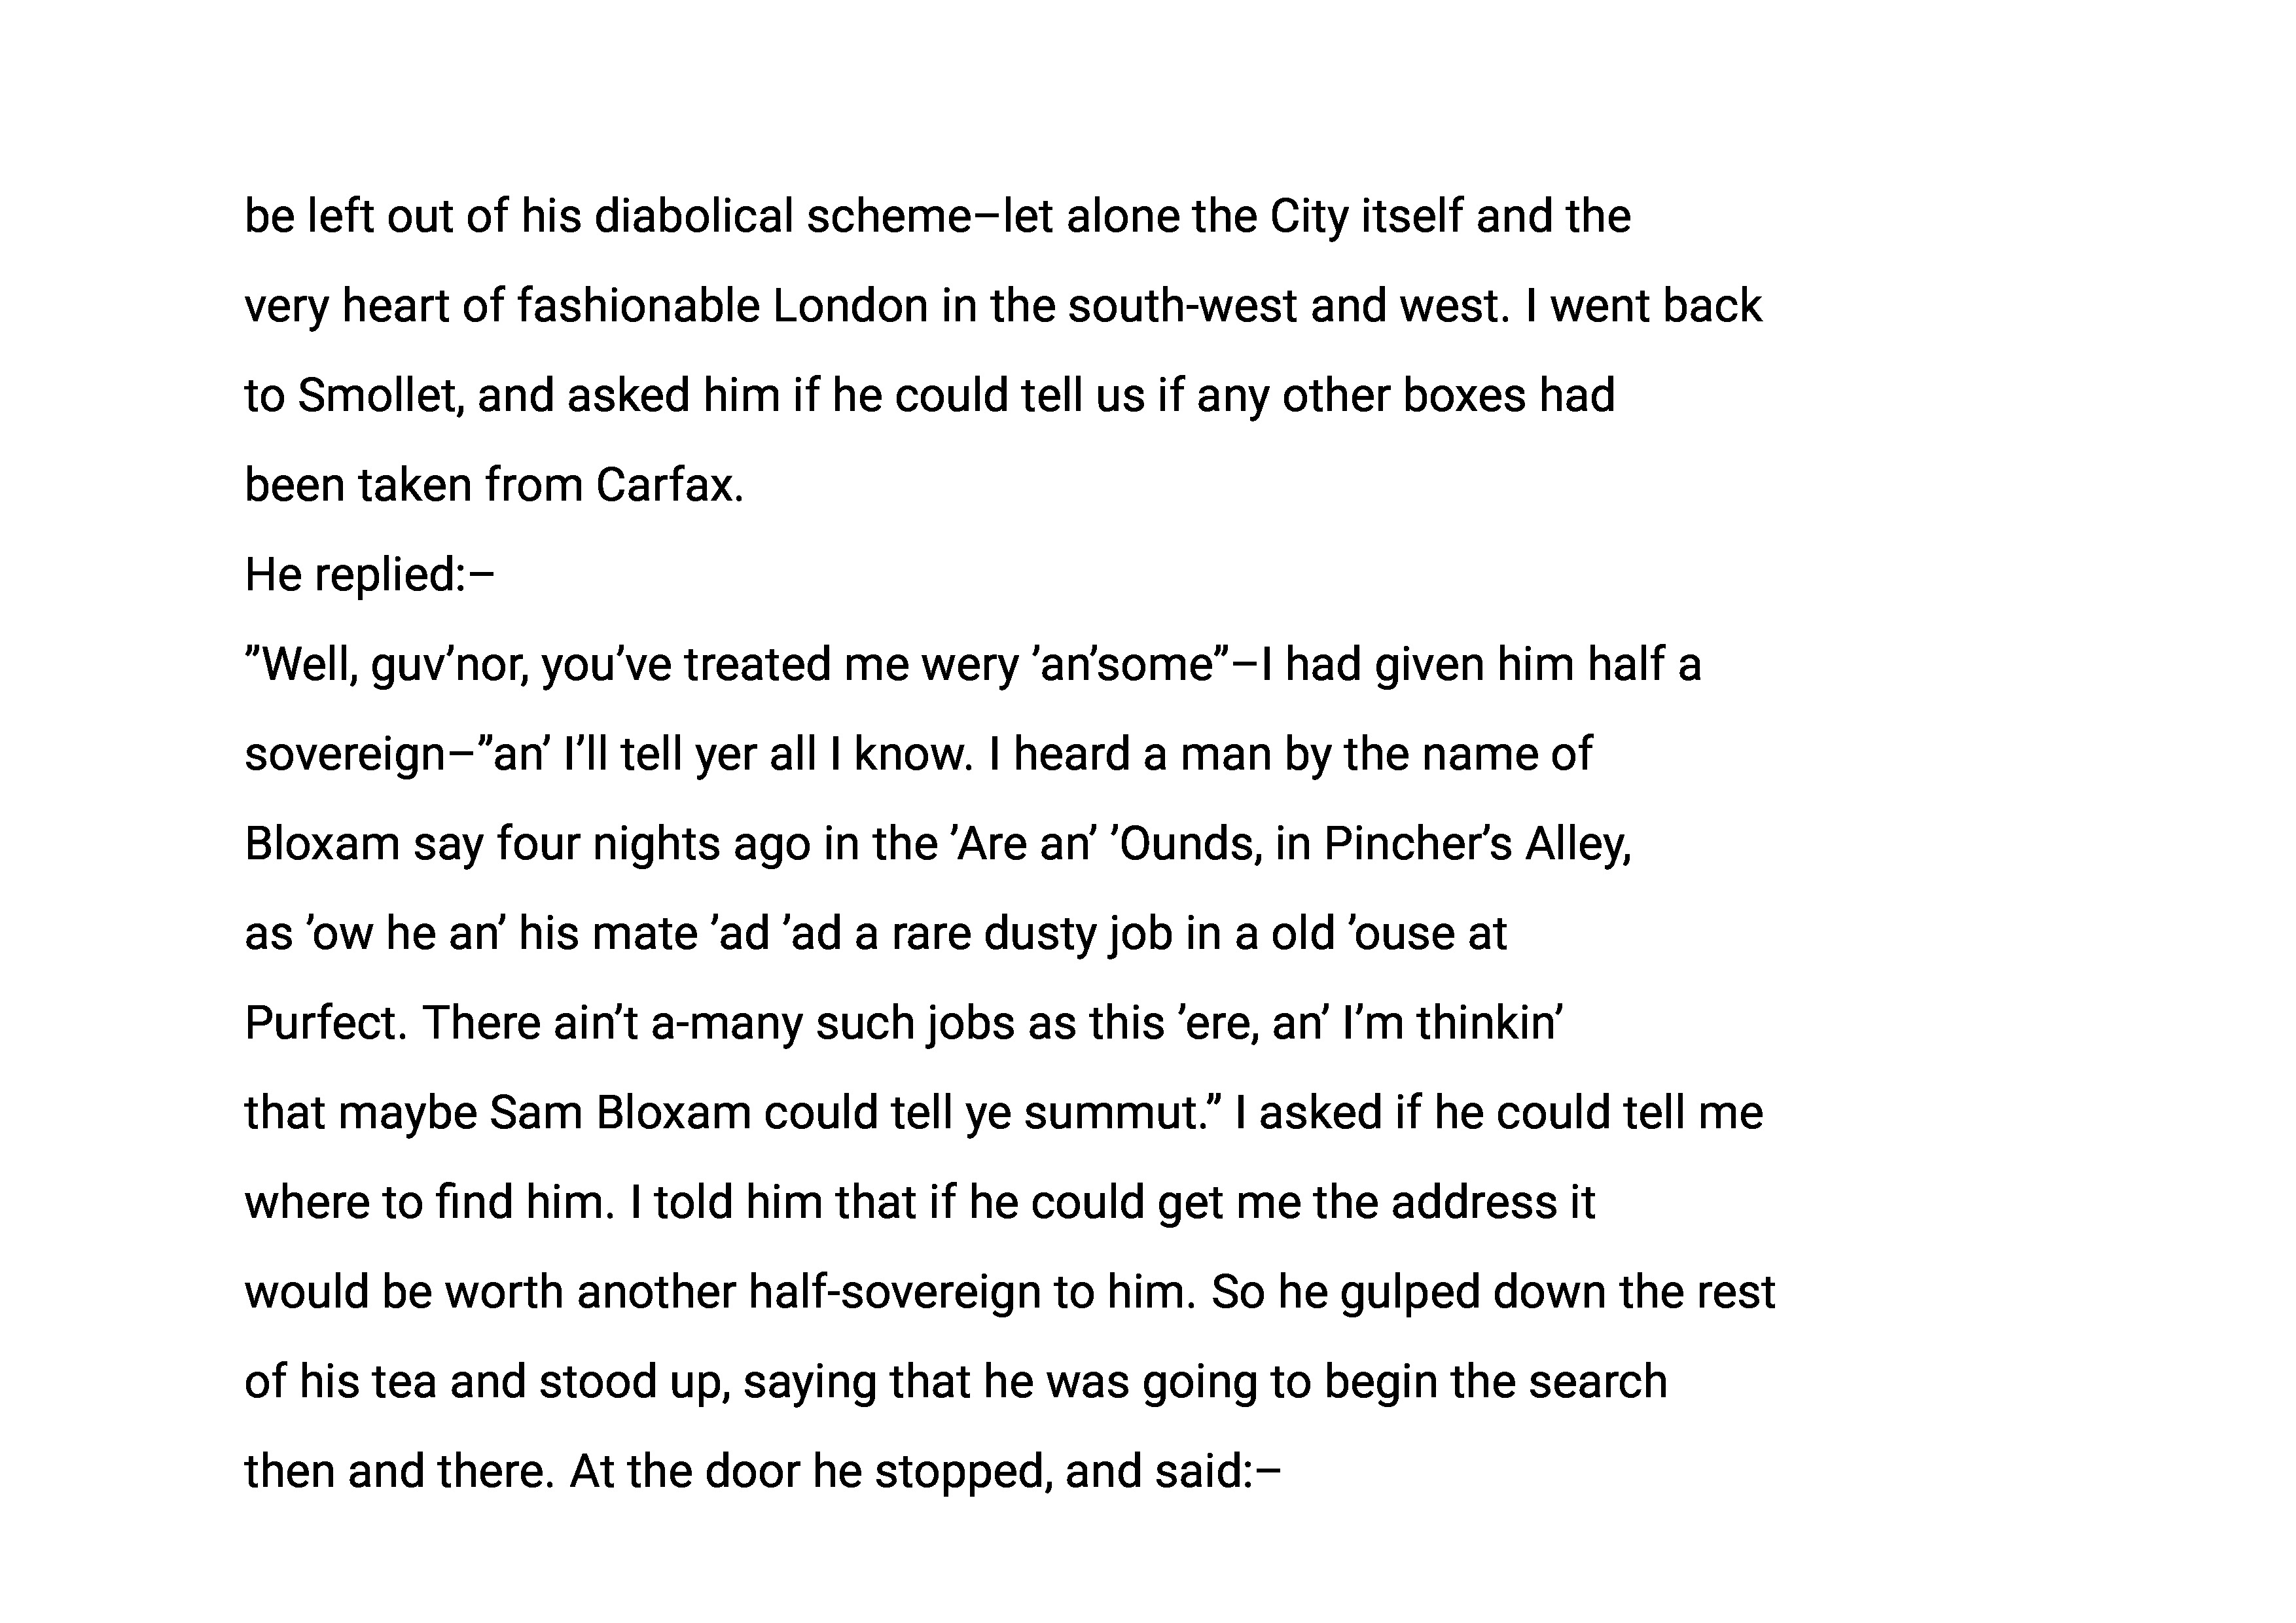 be left out of his diabolical scheme–let alone the City itself and the
very heart of fashionable London in the south-west and west. I went back
to Smollet, and asked him if he could tell us if any other boxes had
been taken from Carfax.
He replied:–
”Well, guv’nor, you’ve treated me wery ’an’some”–I had given him half a
sovereign–”an’ I’ll tell yer all I know. I heard a man by the name of
Bloxam say four nights ago in the ’Are an’ ’Ounds, in Pincher’s Alley,
as ’ow he an’ his mate ’ad ’ad a rare dusty job in a old ’ouse at
Purfect. There ain’t a-many such jobs as this ’ere, an’ I’m thinkin’
that maybe Sam Bloxam could tell ye summut.” I asked if he could tell me
where to find him. I told him that if he could get me the address it
would be worth another half-sovereign to him. So he gulped down the rest
of his tea and stood up, saying that he was going to begin the search
then and there. At the door he stopped, and said:–